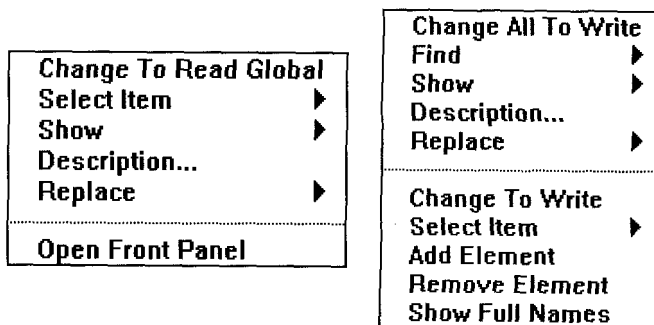 Change To Read Global
Select Item
Show
Description...
Replace
Open Front Panel
Change All To Write
Find
Show
Description...
Replace
Change To Write
Select Item
Add Element
Remove Element
Show Full Names